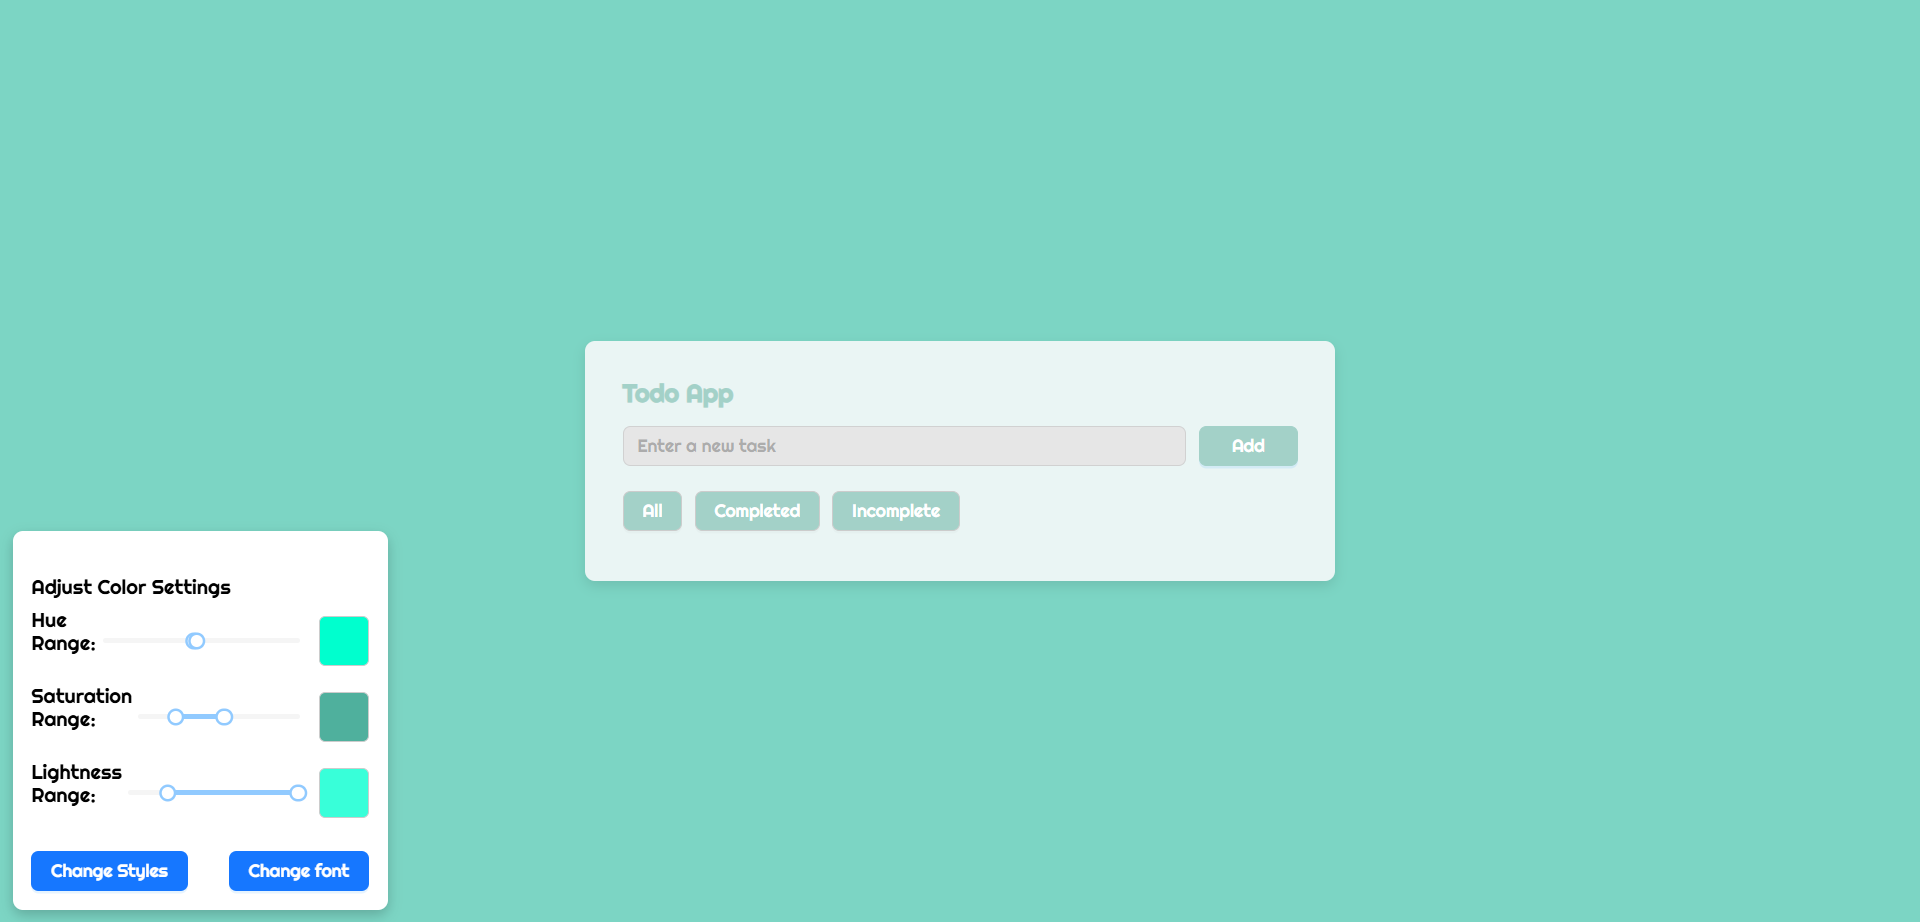 Todo App
Enter a new task
Add
All
Completed
Incomplete
Adjust Color Settings
Hue
Range:
Saturation
Range:
Lightness
Range:
Change Styles
Change font